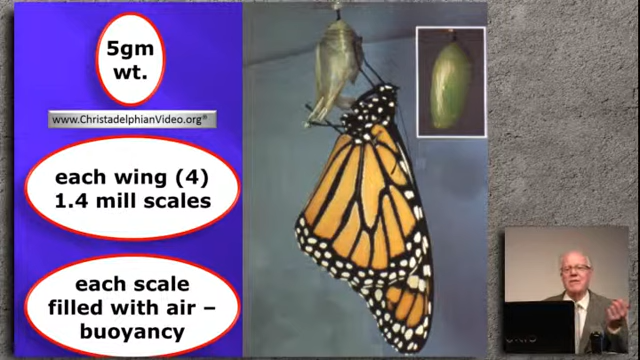 5gm
wt.
www.ChristadelphianVideo.org®
each wing (4)
1.4 mill scales
each scale
filled with air –
buoyancy